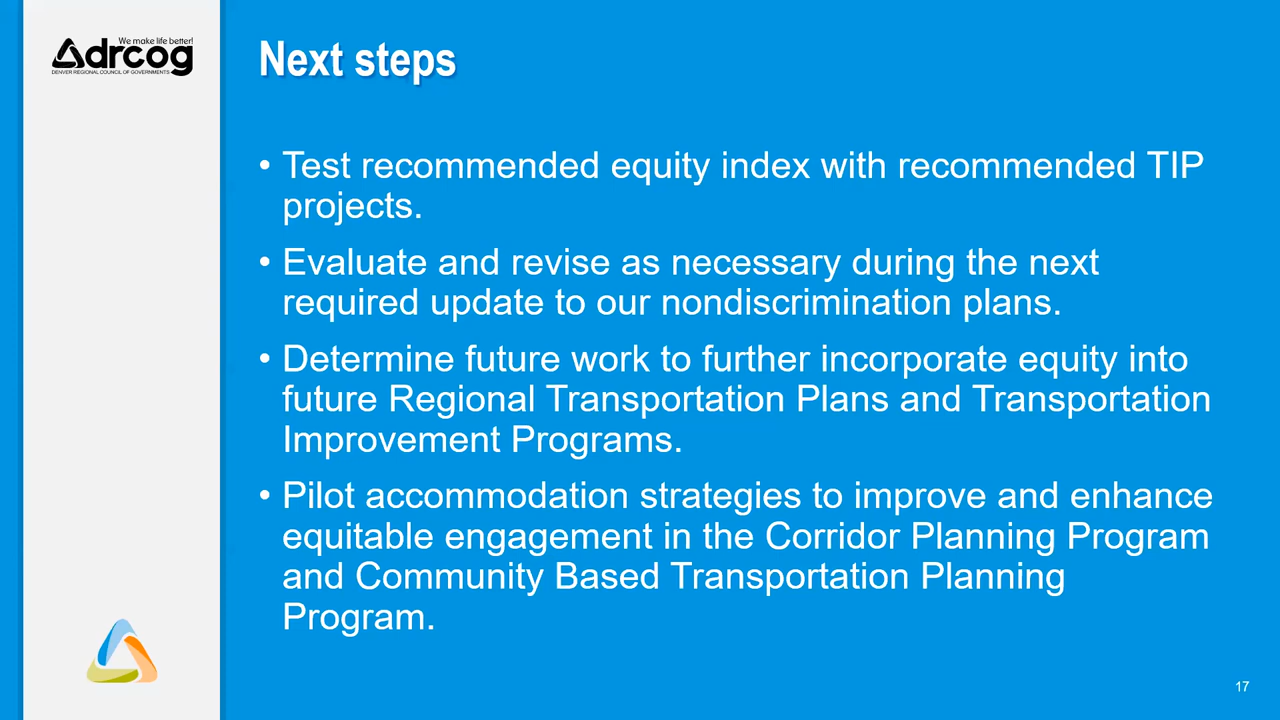 We make life better!
drcog
DENVER REGIONAL COUNCIL OF GOVERNMENTS
Next steps
• Test recommended equity index with recommended TIP
projects.
• Evaluate and revise as necessary during the next
required update to our nondiscrimination plans.
• Determine future work to further incorporate equity into
future Regional Transportation Plans and Transportation
Improvement Programs.
• Pilot accommodation strategies to improve and enhance
equitable engagement in the Corridor Planning Program
and Community Based Transportation Planning
Program.
17